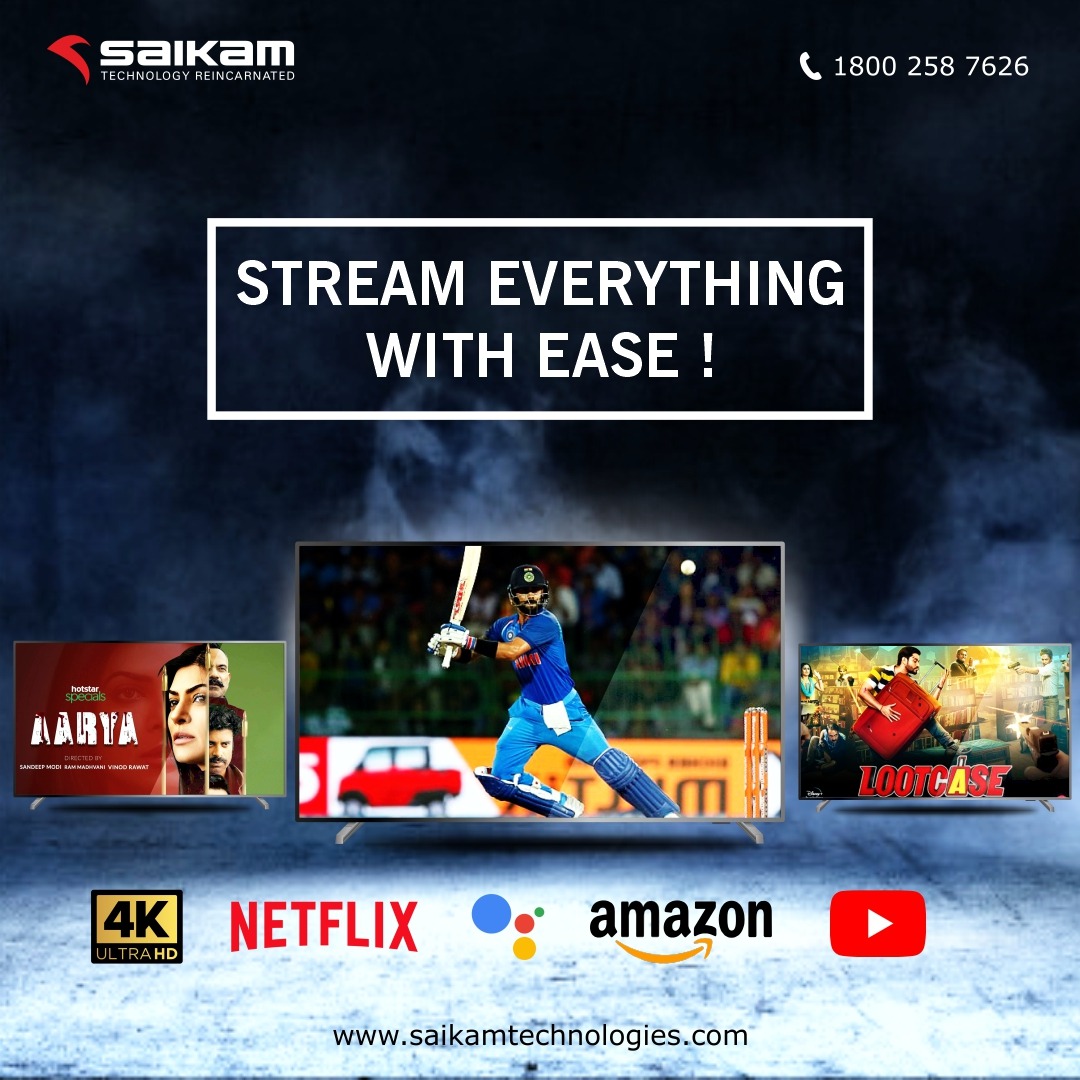 SAIKAM
TECHNOLOGY REINCARNATED
1800 258 7626
STREAM EVERYTHING
WITH EASE !
hotstar
specials
AARYA
DIRECTED BY
SANDEEP MODI RAM MADHVANI VINOD RAWAT
Disney+
LOOTCASE
4K
ULTRA HD
NETFLIX
amazon
www.saikamtechnologies.com